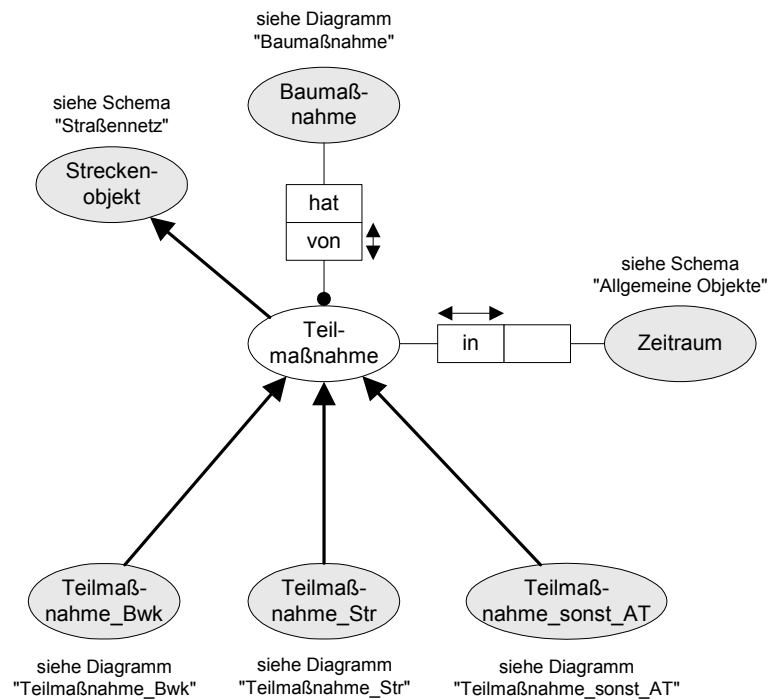 siehe Diagramm
"Baumaßnahme"
Baumaß-
nahme
siehe Schema
"Straßennetz"
Strecken-
objekt
hat
von
siehe Schema
"Allgemeine Objekte"
Teil-
maßnahme
in
Zeitraum
Teilmaß-
nahme_Bwk
Teilmaß-
nahme_Str
Teilmaß-
nahme_sonst_AT
siehe Diagramm
"Teilmaßnahme_Bwk"
siehe Diagramm
"Teilmaßnahme_Str"
siehe Diagramm
"Teilmaßnahme_sonst_AT"